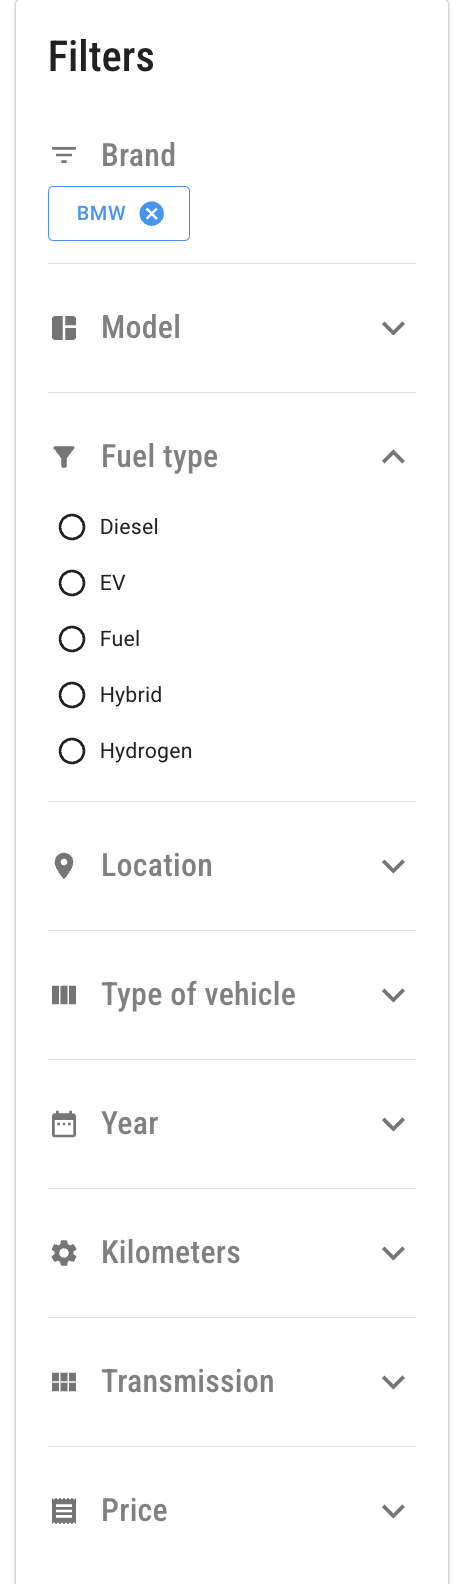 Filters
Brand
BMW
Model
Fuel type
Diesel
EV
Fuel
Hybrid
Hydrogen
Location
Type of vehicle
Year
Kilometers
Transmission
Price